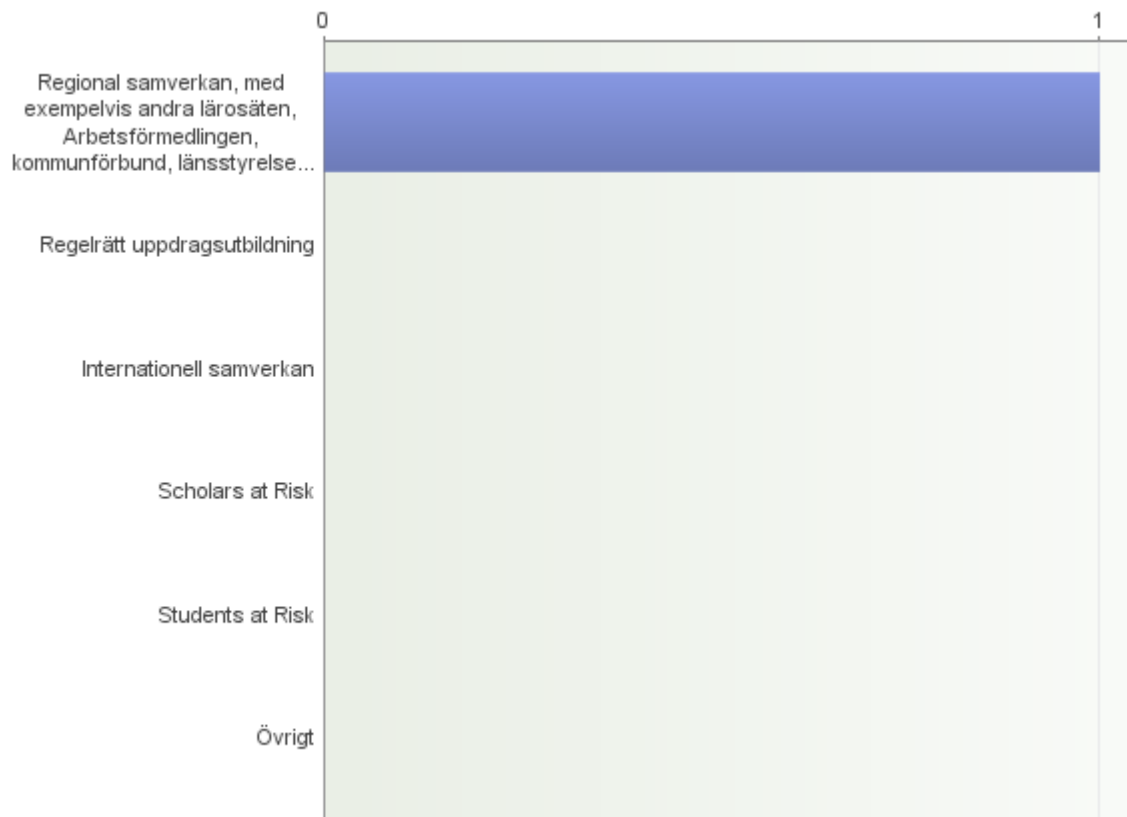 0 1
Regional samverkan, med
exempelvis andra lärosäten,
Arbetsförmedlingen,
kommunförbund, länsstyrelse...
Regelrätt uppdragsutbildning
Internationell samverkan
Scholars at Risk
Students at Risk
Övrigt